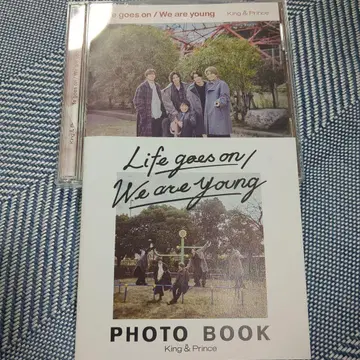 Life goes on / We are young King & Prince
Life goes on/
We are young
PHOTO BOOK
King & Prince